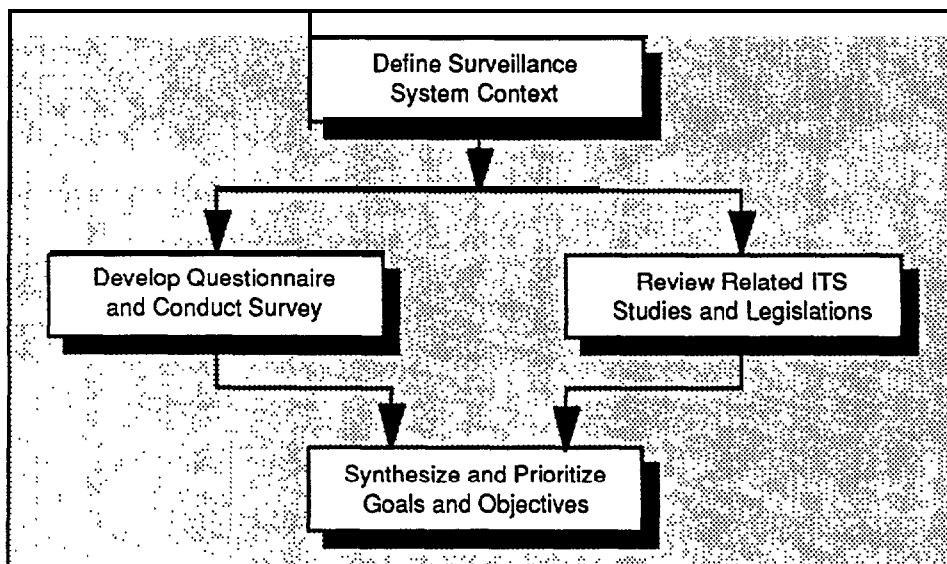 Define Surveillance
System Context
Develop Questionnaire
and Conduct Survey
Review Related ITS
Studies and Legislations
Synthesize and Prioritize
Goals and Objectives